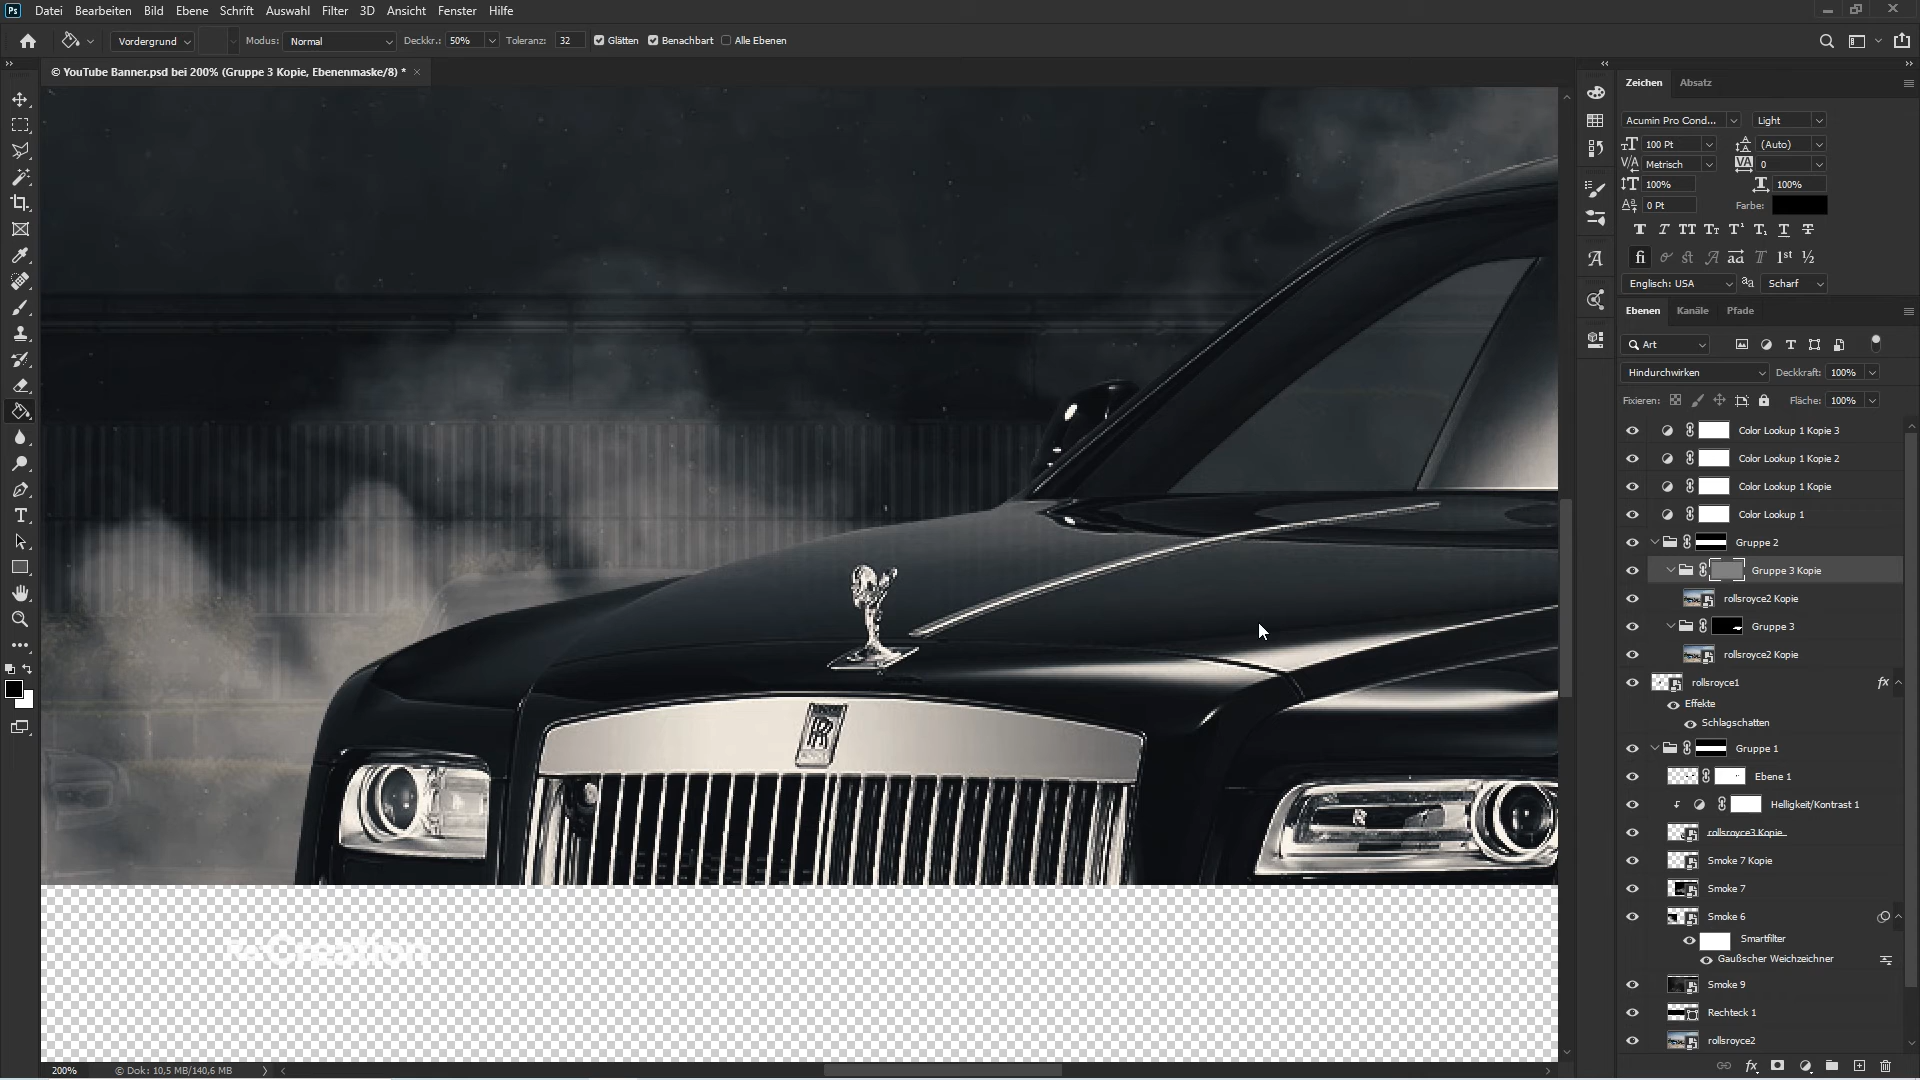 Ps Datei Bearbeiten Bild Ebene Schrift Auswahl Filter 3D Ansicht Fenster Hilfe
Vordergrund Modus: Normal Deckkr.: 50% Toleranz: 32 Glätten Benachbart Alle Ebenen
© YouTube Banner.psd bei 200% (Gruppe 3 Kopie, Ebenenmaske/8) *
Zeichen Absatz
Acumin Pro Cond... Light
100 Pt (Auto)
Metrisch 0
100% 100%
0 Pt Farbe:
Englisch: USA Scharf
Ebenen Kanäle Pfade
Art
Hindurchwirken Deckkraft: 100%
Fixieren: Fläche: 100%
Color Lookup 1 Kopie 3
Color Lookup 1 Kopie 2
Color Lookup 1 Kopie
Color Lookup 1
Gruppe 2
Gruppe 3 Kopie
rollsroyce2 Kopie
Gruppe 3
rollsroyce2 Kopie
rollsroyce1 fx
Effekte
Schlagschatten
Gruppe 1
Ebene 1
Helligkeit/Kontrast 1
rollsroyce3 Kopie
Smoke 7 Kopie
Smoke 7
Smoke 6
Smartfilter
Gaußscher Weichzeichner
Smoke 9
Rechteck 1
rollsroyce2
Creation
200% © Dok: 10,5 MB/140,6 MB